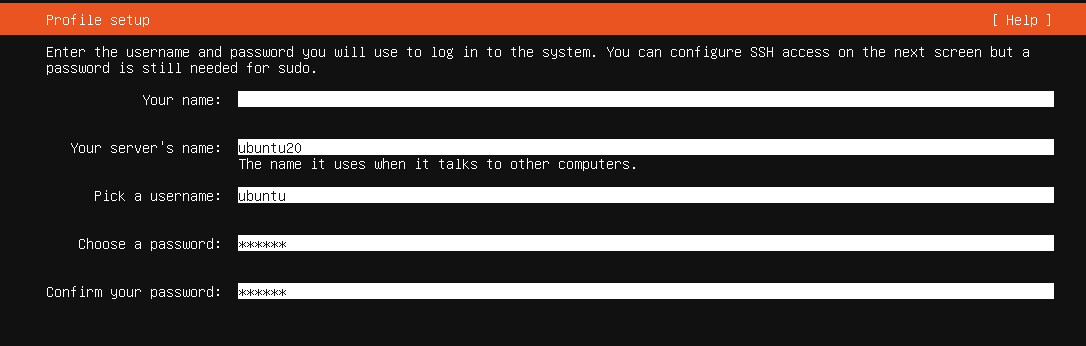 Profile setup [ Help ]
Enter the username and password you will use to log in to the system. You can configure SSH access on the next screen but a
password is still needed for sudo.
Your name:
Your server's name: ubuntu20
The name it uses when it talks to other computers.
Pick a username: ubuntu
Choose a password: ******
Confirm your password: ******